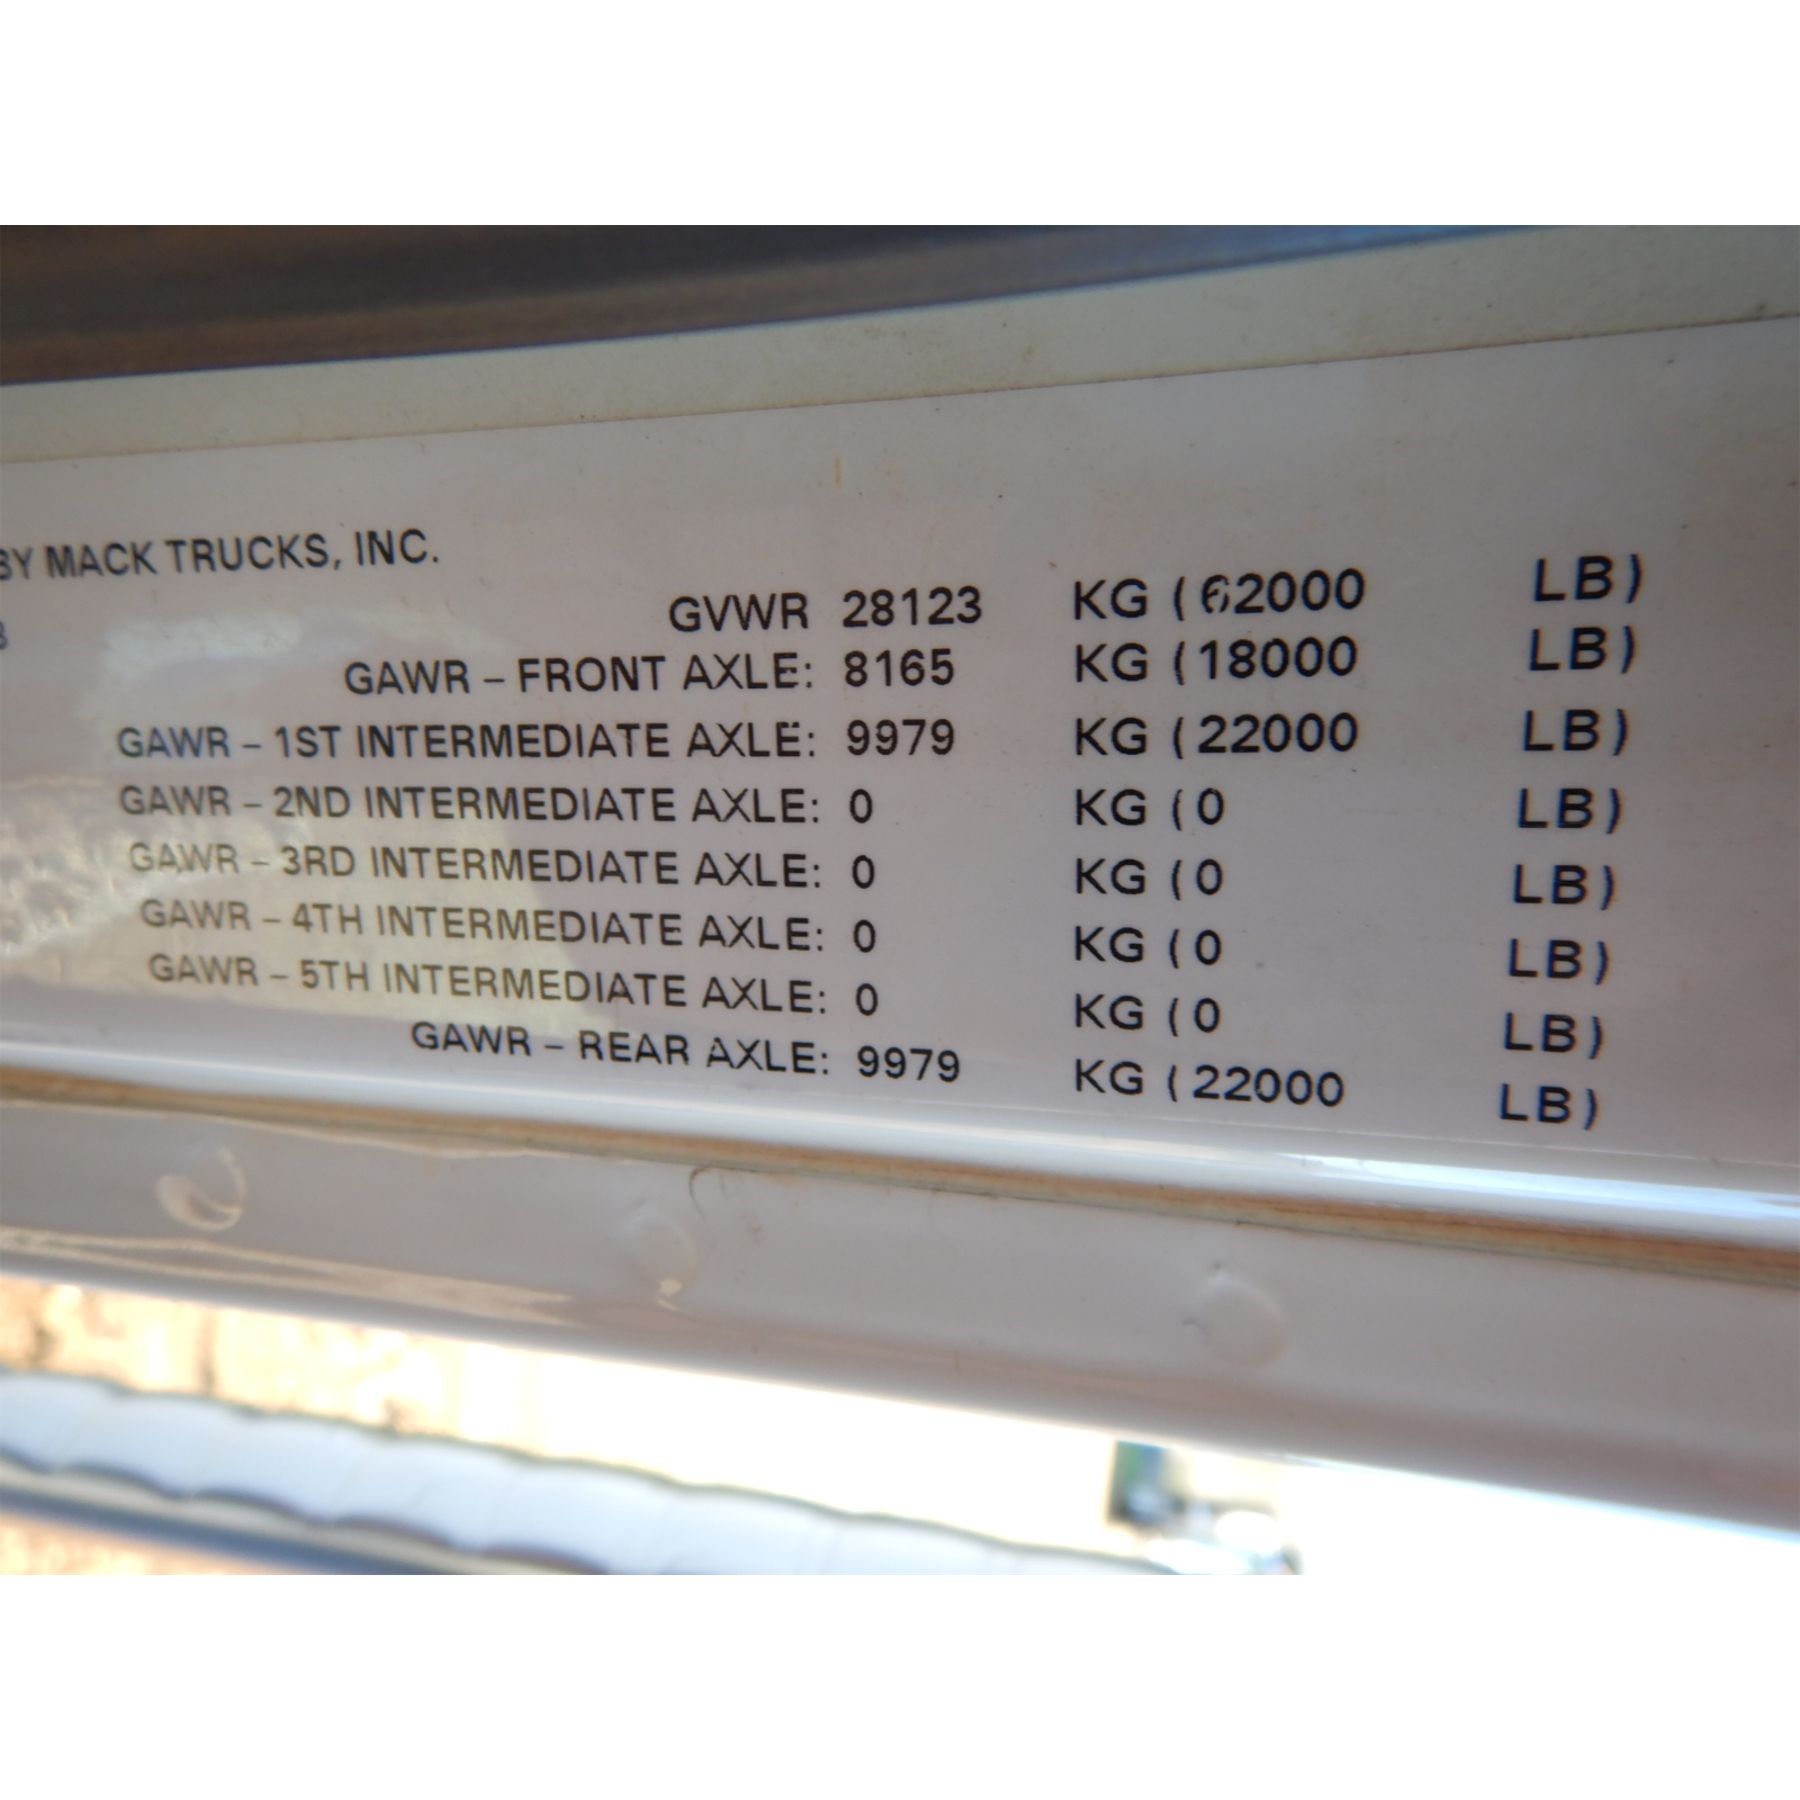 BY MACK TRUCKS, INC.
GVWR 28123 KG (62000 LB)
GAWR – FRONT AXLE: 8165 KG (18000 LB)
GAWR – 1ST INTERMEDIATE AXLE: 9979 KG (22000 LB)
GAWR – 2ND INTERMEDIATE AXLE: 0 KG (0 LB)
GAWR – 3RD INTERMEDIATE AXLE: 0 KG (0 LB)
GAWR – 4TH INTERMEDIATE AXLE: 0 KG (0 LB)
GAWR – 5TH INTERMEDIATE AXLE: 0 KG (0 LB)
GAWR – REAR AXLE: 9979 KG (22000 LB)